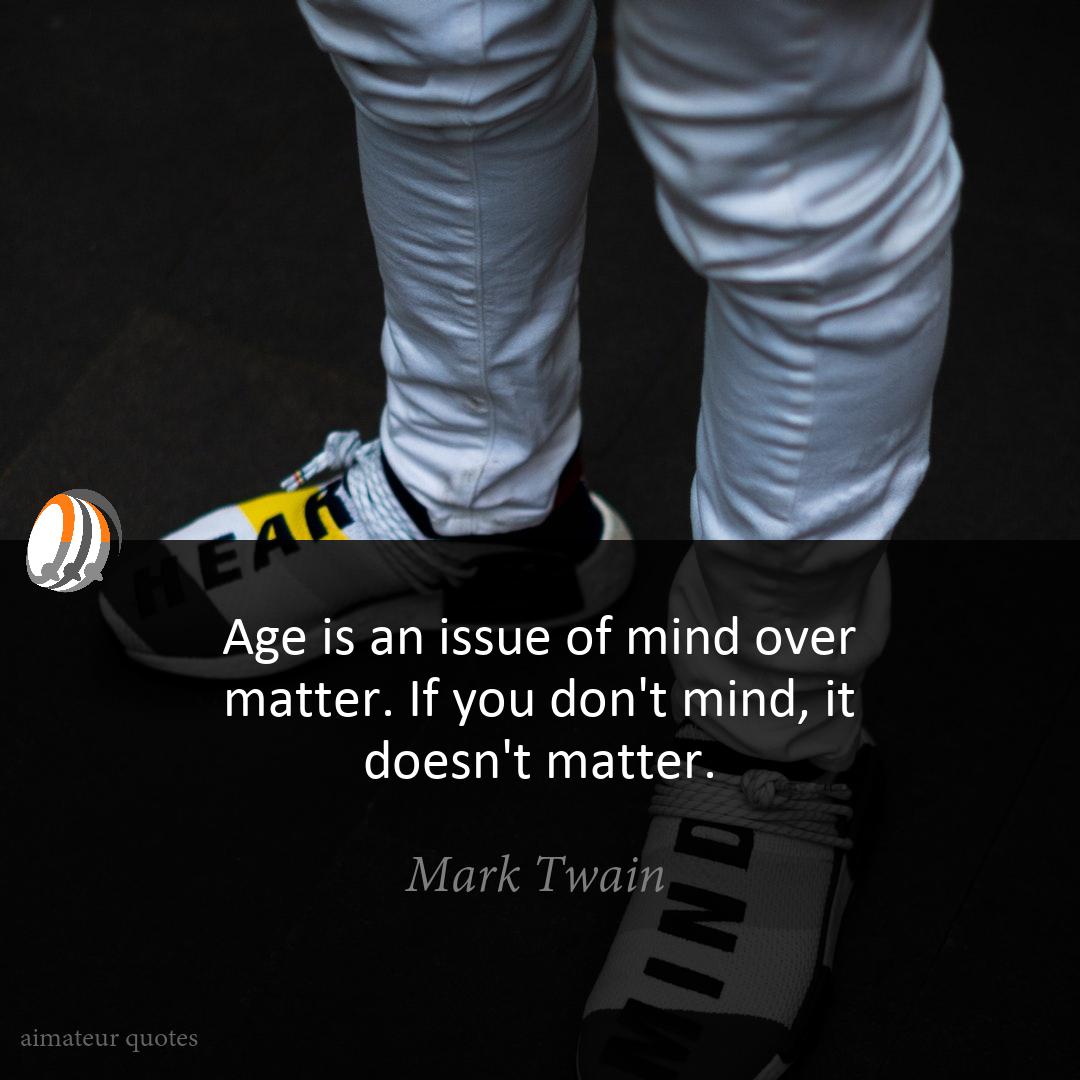 HEAR
Age is an issue of mind over
matter. If you don't mind, it
doesn't matter.
Mark Twain
MIND
aimateur quotes